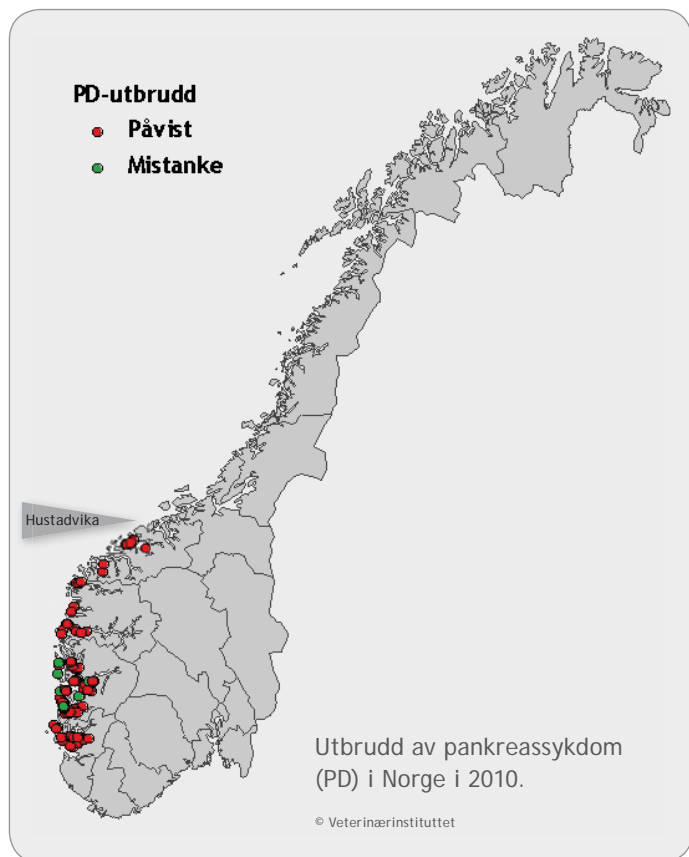 PD-utbrudd
Påvist
Mistanke
Hustadvika
Utbrudd av pankreassykdom
(PD) i Norge i 2010.
© Veterinærinstituttet